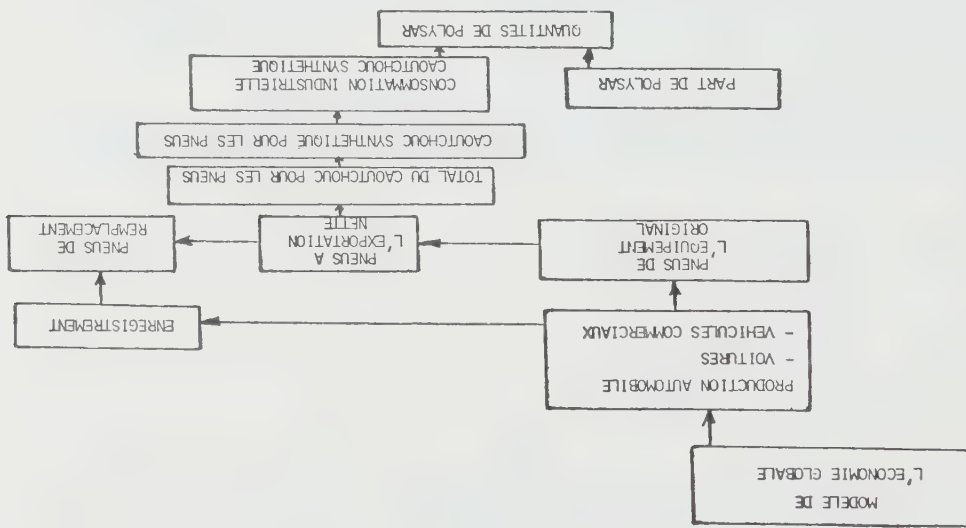 MODELE DE
L'ECONOMIE GLOBALE
PRODUCTION AUTOMOBILE
- VOITURES
- VEHICULES COMMERCIAUX
ENREGISTREMENT
PNEUS DE
L'EQUIPEMENT
ORIGINAL
PNEUS A
L'EXPORTATION
NETTE
PNEUS DE
REMPLACEMENT
TOTAL DU CAOUTCHOUC POUR LES PNEUS
CAOUTCHOUC SYNTHETIQUE POUR LES PNEUS
PART DE POLYSAR
CONSOMMATION INDUSTRIELLE
CAOUTCHOUC SYNTHETIQUE
QUANTITES DE POLYSAR